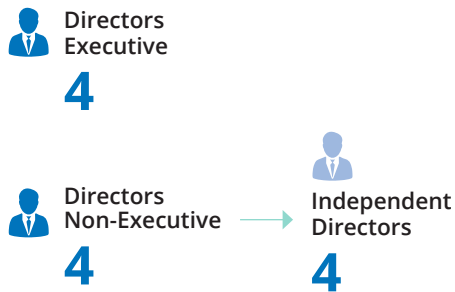 Directors
Executive
4
Directors
Non-Executive
4
Independent
Directors
4